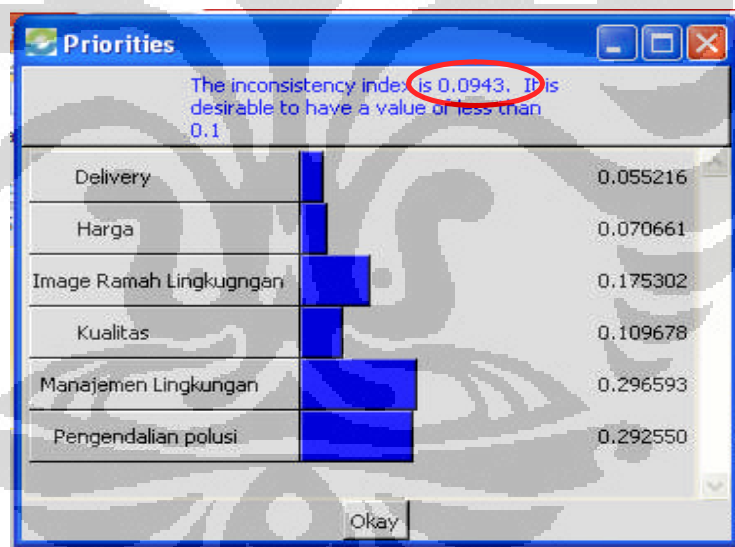 Priorities
The inconsistency index is 0.0943. It is
desirable to have a value of less than
0.1
Delivery 0.055216
Harga 0.070661
Image Ramah Lingkugngan 0.175302
Kualitas 0.109678
Manajemen Lingkungan 0.296593
Pengendalian polusi 0.292550
Okay